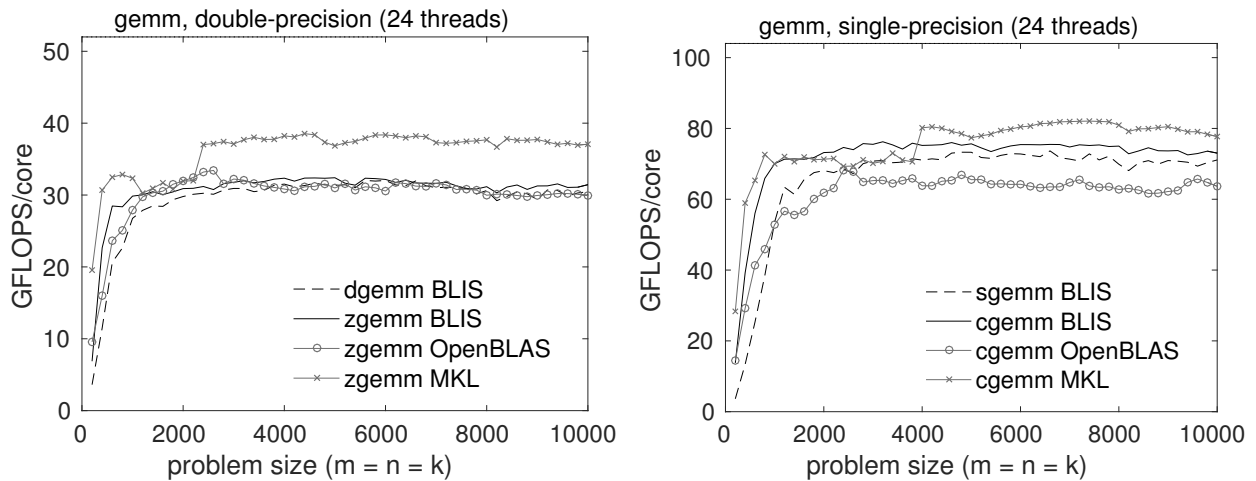 gemm, double-precision (24 threads)
50
40
30
20
10
0
GFLOPS/core
dgemm BLIS
zgemm BLIS
zgemm OpenBLAS
zgemm MKL
0 2000 4000 6000 8000 10000
problem size (m = n = k)
gemm, single-precision (24 threads)
100
80
60
40
20
0
GFLOPS/core
sgemm BLIS
cgemm BLIS
cgemm OpenBLAS
cgemm MKL
0 2000 4000 6000 8000 10000
problem size (m = n = k)